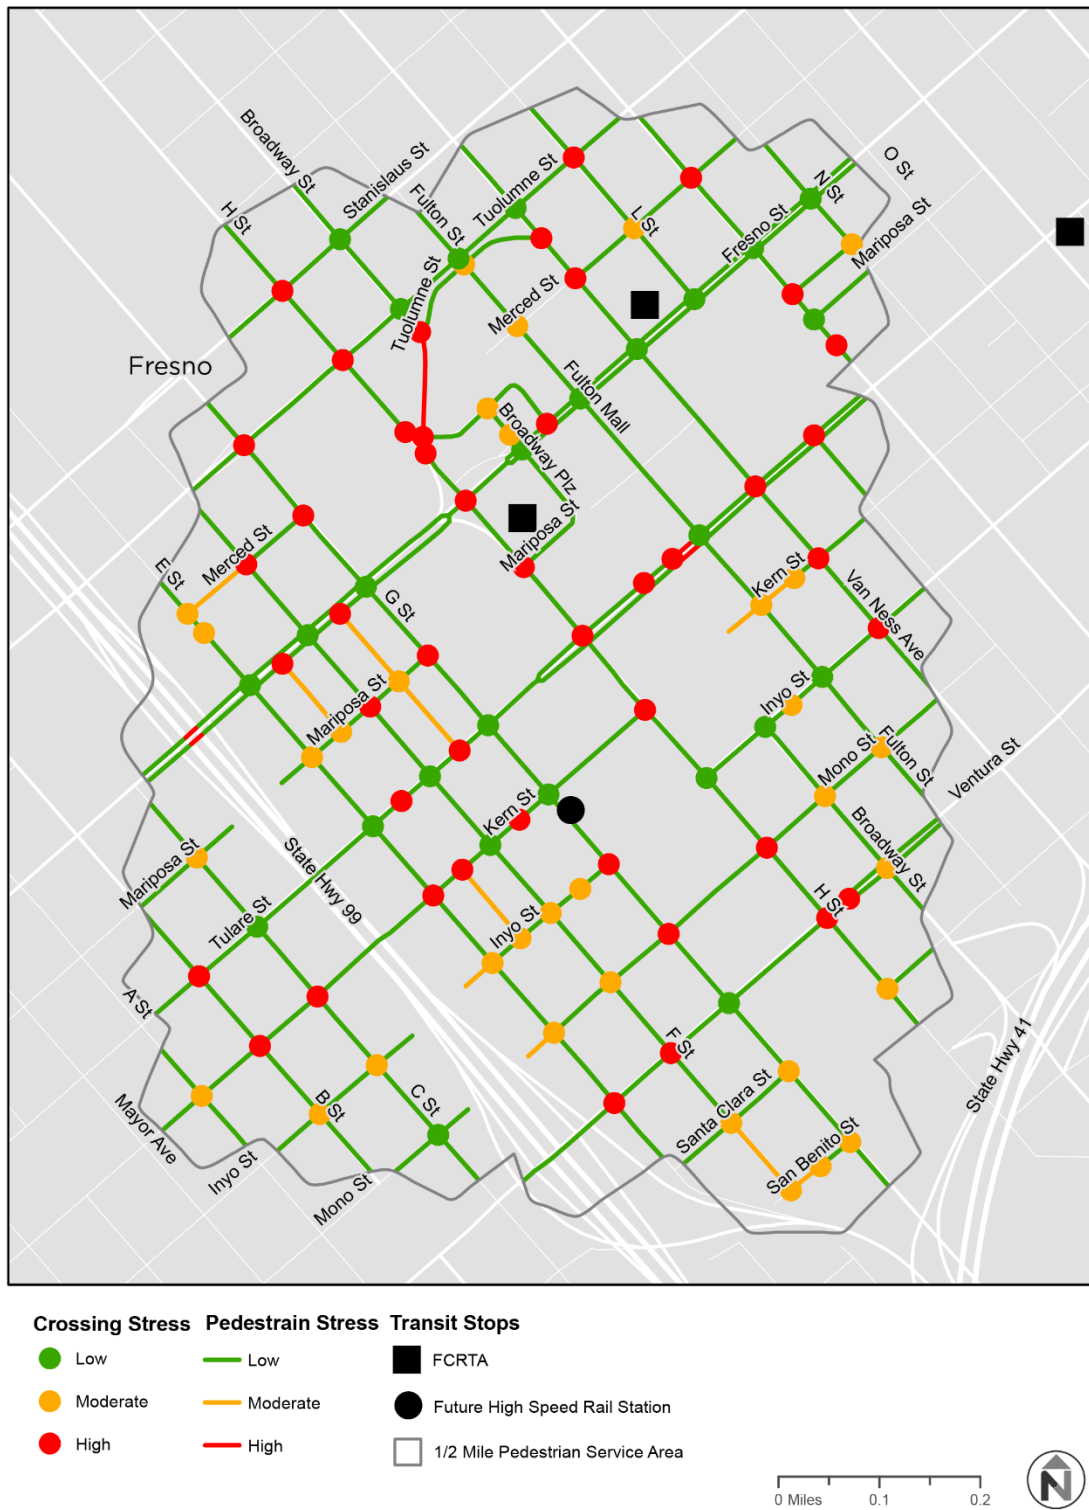 Broadway St
Stanislaus St
O St
H St
Fulton St
Tuolumne St
N St
L St
Mariposa St
Fresno St
Tuolumne St
Merced St
Fresno
Fulton Mall
Broadway Plz
Mariposa St
Merced St
E St
Kern St
G St
Van Ness Ave
Mariposa St
Inyo St
Mono St
Fulton St
Ventura St
Kern St
Broadway St
State Hwy 99
Mariposa St
Tulare St
H St
Inyo St
A St
F St
State Hwy 41
C St
B St
Santa Clara St
Mayor Ave
San Benito St
Inyo St
Mono St
Crossing Stress Pedestrain Stress Transit Stops
Low Low FCRTA
Moderate Moderate Future High Speed Rail Station
High High 1/2 Mile Pedestrian Service Area
N
0 Miles 0.1 0.2